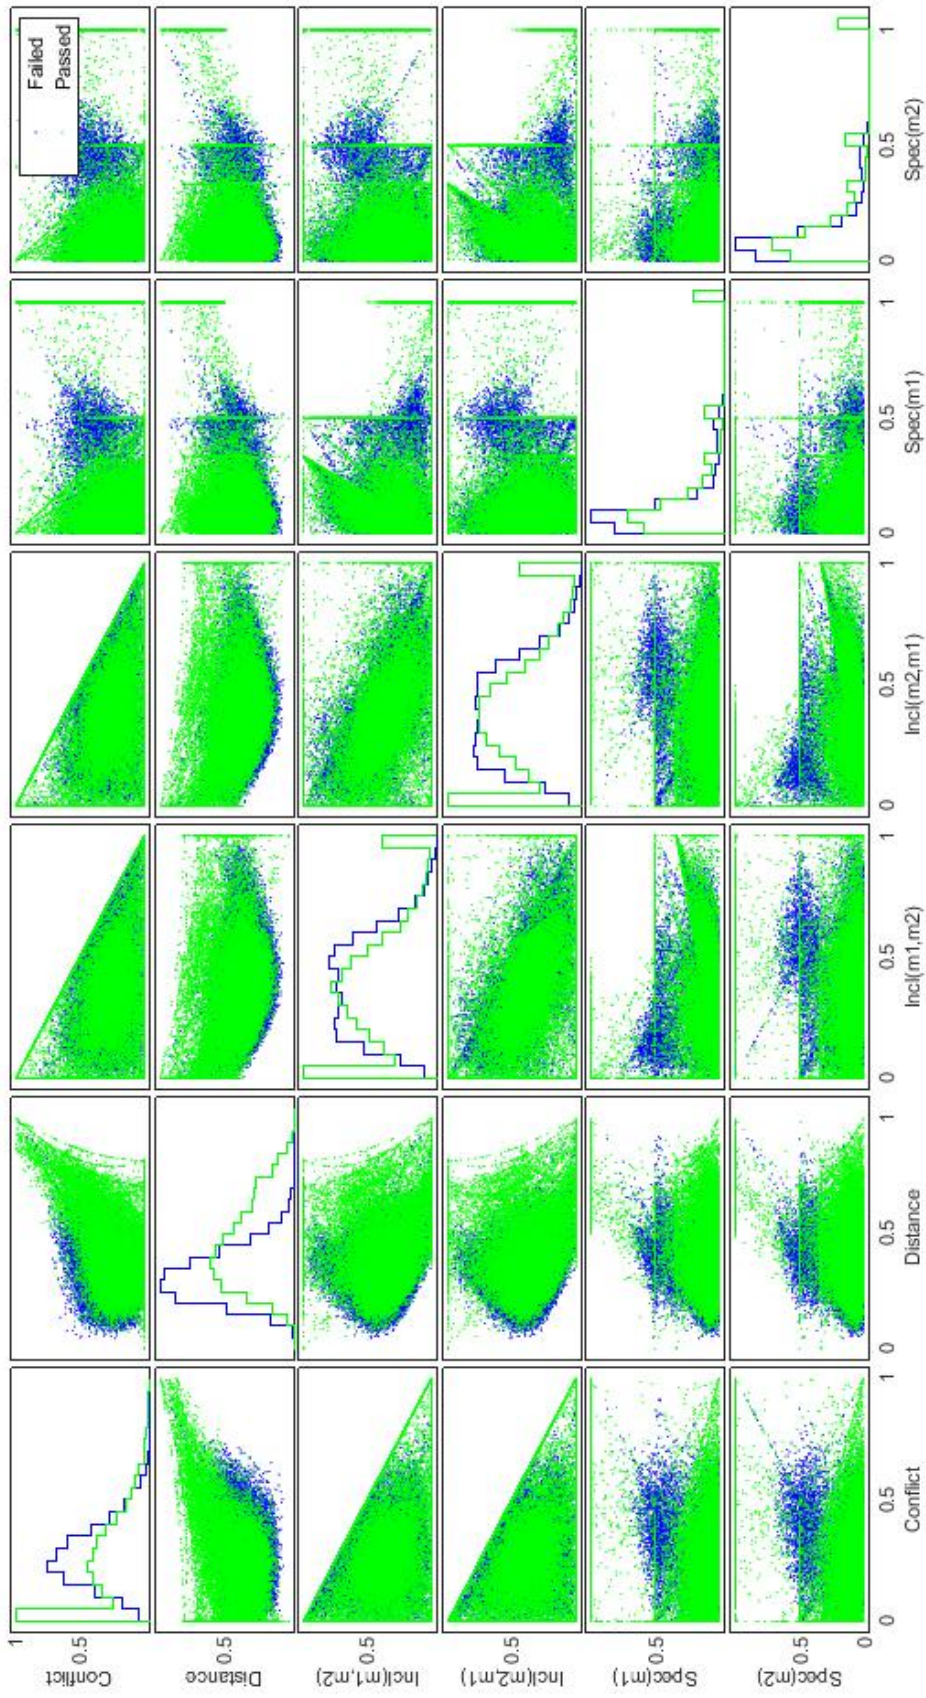 Failed
Passed
1
0.5
Conflict
0.5
Distance
0.5
Incl(m1,m2)
0.5
Incl(m2,m1)
0.5
Spec(m1)
0.5
0
Spec(m2)
0 0.5 1
Conflict
0 0.5 1
Distance
0 0.5 1
Incl(m1,m2)
0 0.5 1
Incl(m2,m1)
0 0.5 1
Spec(m1)
0 0.5 1
Spec(m2)